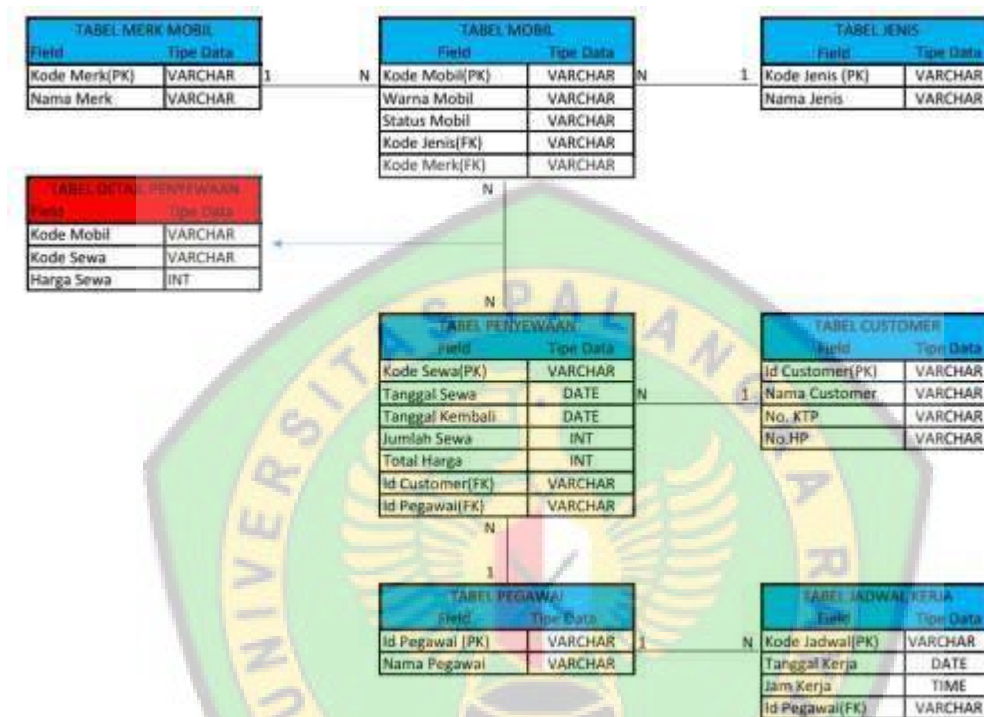 TABEL MERK MOBIL
Field Tipe Data
Kode Merk(PK) VARCHAR
Nama Merk VARCHAR
1 N
TABEL MOBIL
Field Tipe Data
Kode Mobil(PK) VARCHAR
Warna Mobil VARCHAR
Status Mobil VARCHAR
Kode Jenis(FK) VARCHAR
Kode Merk(FK) VARCHAR
N 1
TABEL JENIS
Field Tipe Data
Kode Jenis (PK) VARCHAR
Nama Jenis VARCHAR
TABEL DETAIL PENYEWAAN
Field Tipe Data
Kode Mobil VARCHAR
Kode Sewa VARCHAR
Harga Sewa INT
N
N
TABEL PENYEWAAN
Field Tipe Data
Kode Sewa(PK) VARCHAR
Tanggal Sewa DATE
Tanggal Kembali DATE
Jumlah Sewa INT
Total Harga INT
Id Customer(FK) VARCHAR
Id Pegawai(FK) VARCHAR
N 1
TABEL CUSTOMER
Field Tipe Data
Id Customer(PK) VARCHAR
Nama Customer VARCHAR
No. KTP VARCHAR
No.HP VARCHAR
N
1
TABEL PEGAWAI
Field Tipe Data
Id Pegawai (PK) VARCHAR
Nama Pegawai VARCHAR
1 N
TABEL JADWAL KERJA
Field Tipe Data
Kode Jadwal(PK) VARCHAR
Tanggal Kerja DATE
Jam Kerja TIME
Id Pegawai(FK) VARCHAR
UNIVERSITAS PALANGKA RA